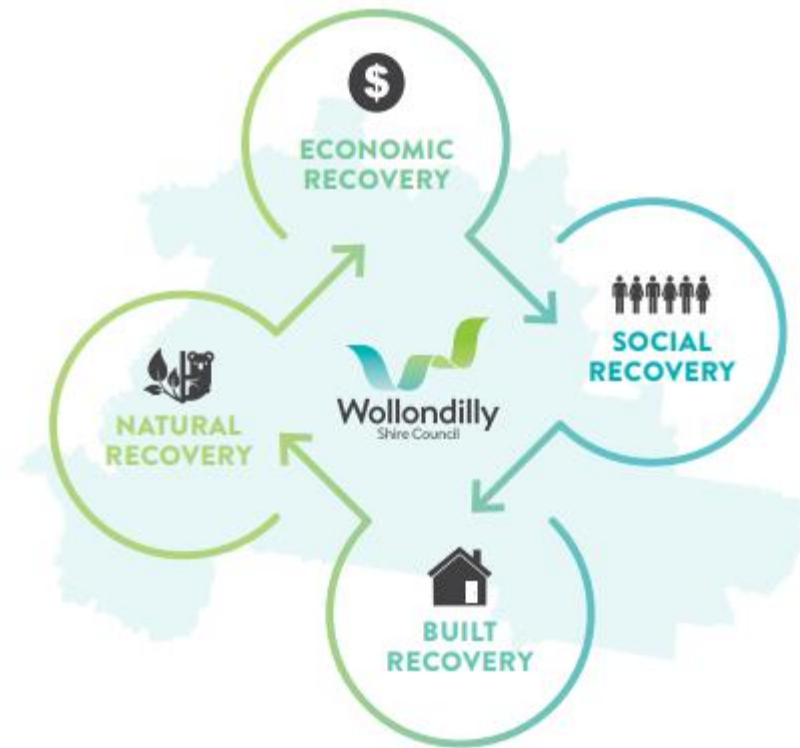 $
ECONOMIC
RECOVERY
SOCIAL
RECOVERY
Wollondilly
Shire Council
NATURAL
RECOVERY
BUILT
RECOVERY